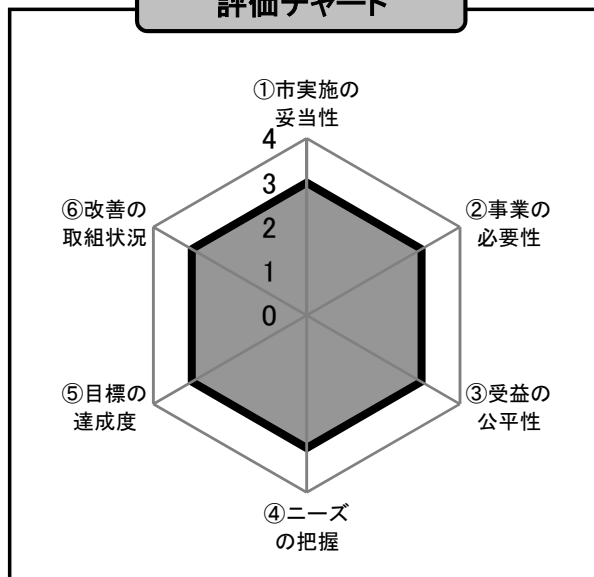 評価チャート
①市実施の
妥当性
4
3
2
1
0
②事業の
必要性
③受益の
公平性
④ニーズ
の把握
⑤目標の
達成度
⑥改善の
取組状況